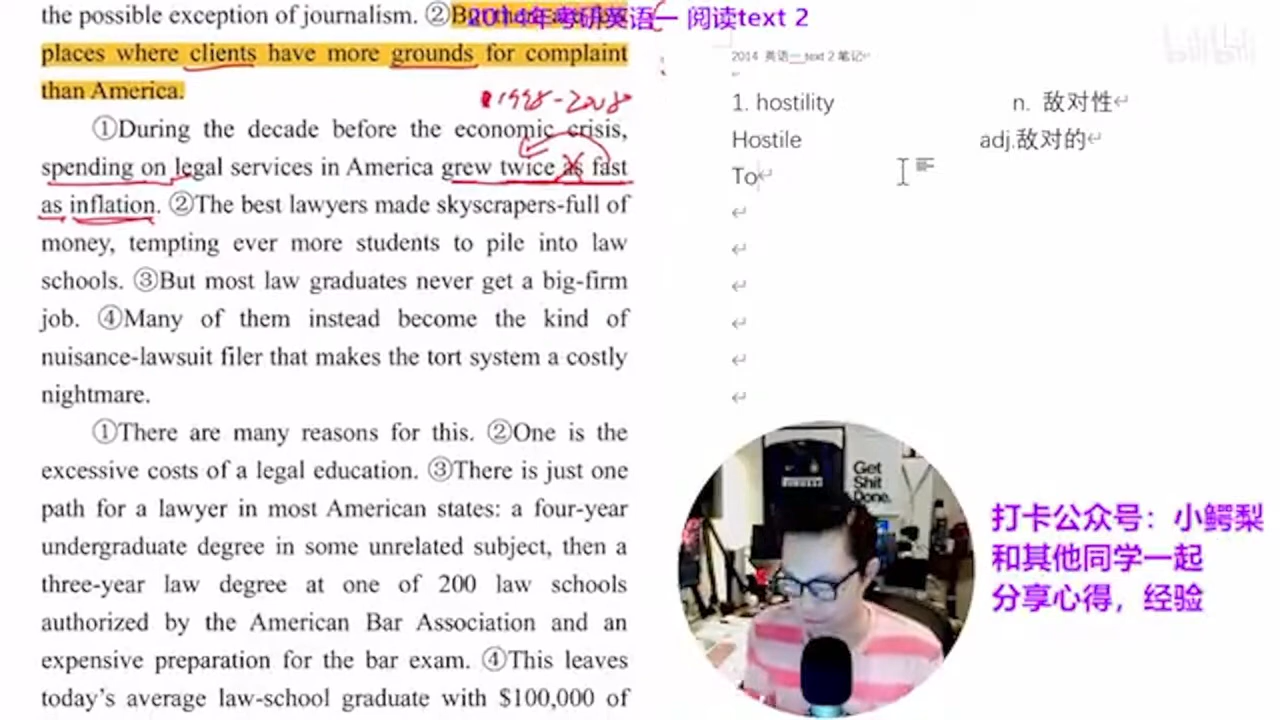 the possible exception of journalism. ②But there are few
places where clients have more grounds for complaint
than America.
①During the decade before the economic crisis,
spending on legal services in America grew twice as fast
as inflation. ②The best lawyers made skyscrapers-full of
money, tempting ever more students to pile into law
schools. ③But most law graduates never get a big-firm
job. ④Many of them instead become the kind of
nuisance-lawsuit filer that makes the tort system a costly
nightmare.
①There are many reasons for this. ②One is the
excessive costs of a legal education. ③There is just one
path for a lawyer in most American states: a four-year
undergraduate degree in some unrelated subject, then a
three-year law degree at one of 200 law schools
authorized by the American Bar Association and an
expensive preparation for the bar exam. ④This leaves
today's average law-school graduate with $100,000 of
1998-2008
2014年考研英语一 阅读text 2
bilibili
2014 英语一 text 2 笔记
1. hostility n. 敌对性
Hostile adj.敌对的
To
Get
Shit
Done.
打卡公众号：小鳄梨
和其他同学一起
分享心得，经验